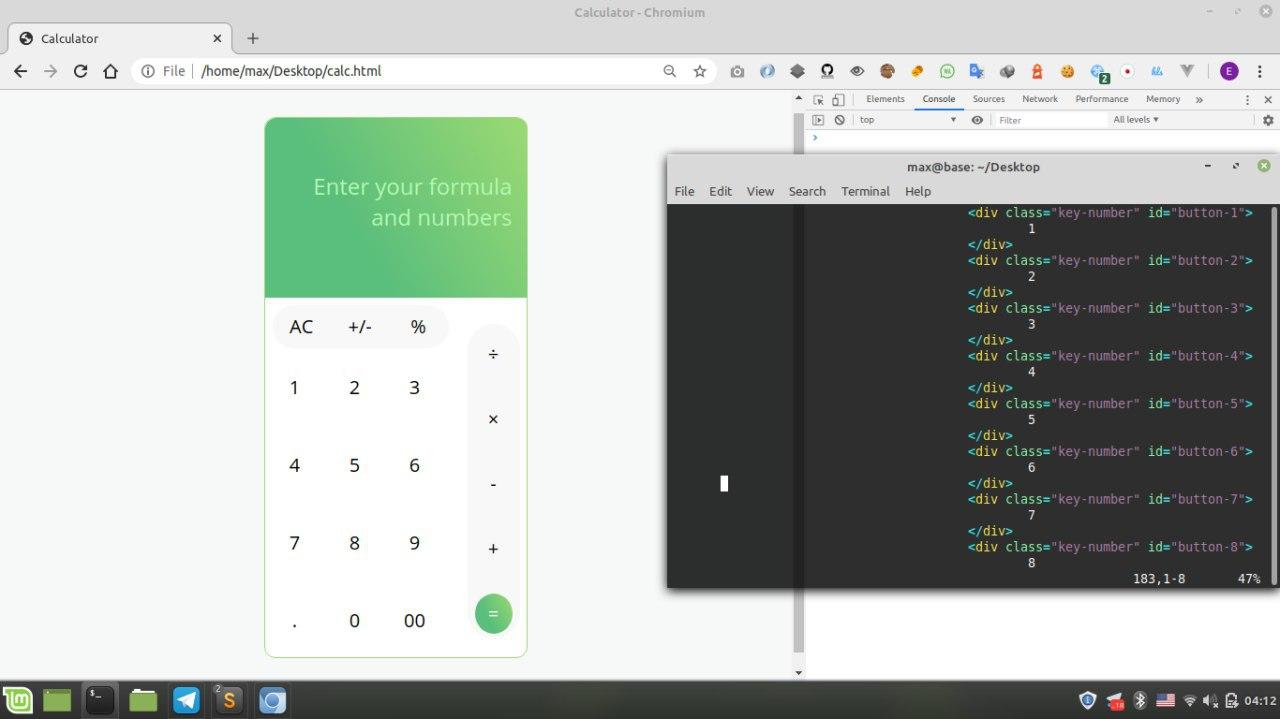 Calculator - Chromium
Calculator
File
/home/max/Desktop/calc.html
2
E
Elements Console Sources Network Performance Memory »
top Filter All levels
Enter your formula
and numbers
AC +/- % ÷
1 2 3 ×
4 5 6 -
7 8 9 +
. 0 00 =
max@base: ~/Desktop
File Edit View Search Terminal Help
<div class="key-number" id="button-1">
1
</div>
<div class="key-number" id="button-2">
2
</div>
<div class="key-number" id="button-3">
3
</div>
<div class="key-number" id="button-4">
4
</div>
<div class="key-number" id="button-5">
5
</div>
<div class="key-number" id="button-6">
6
</div>
<div class="key-number" id="button-7">
7
</div>
<div class="key-number" id="button-8">
8
183,1-8 47%
2
S
18
04:12